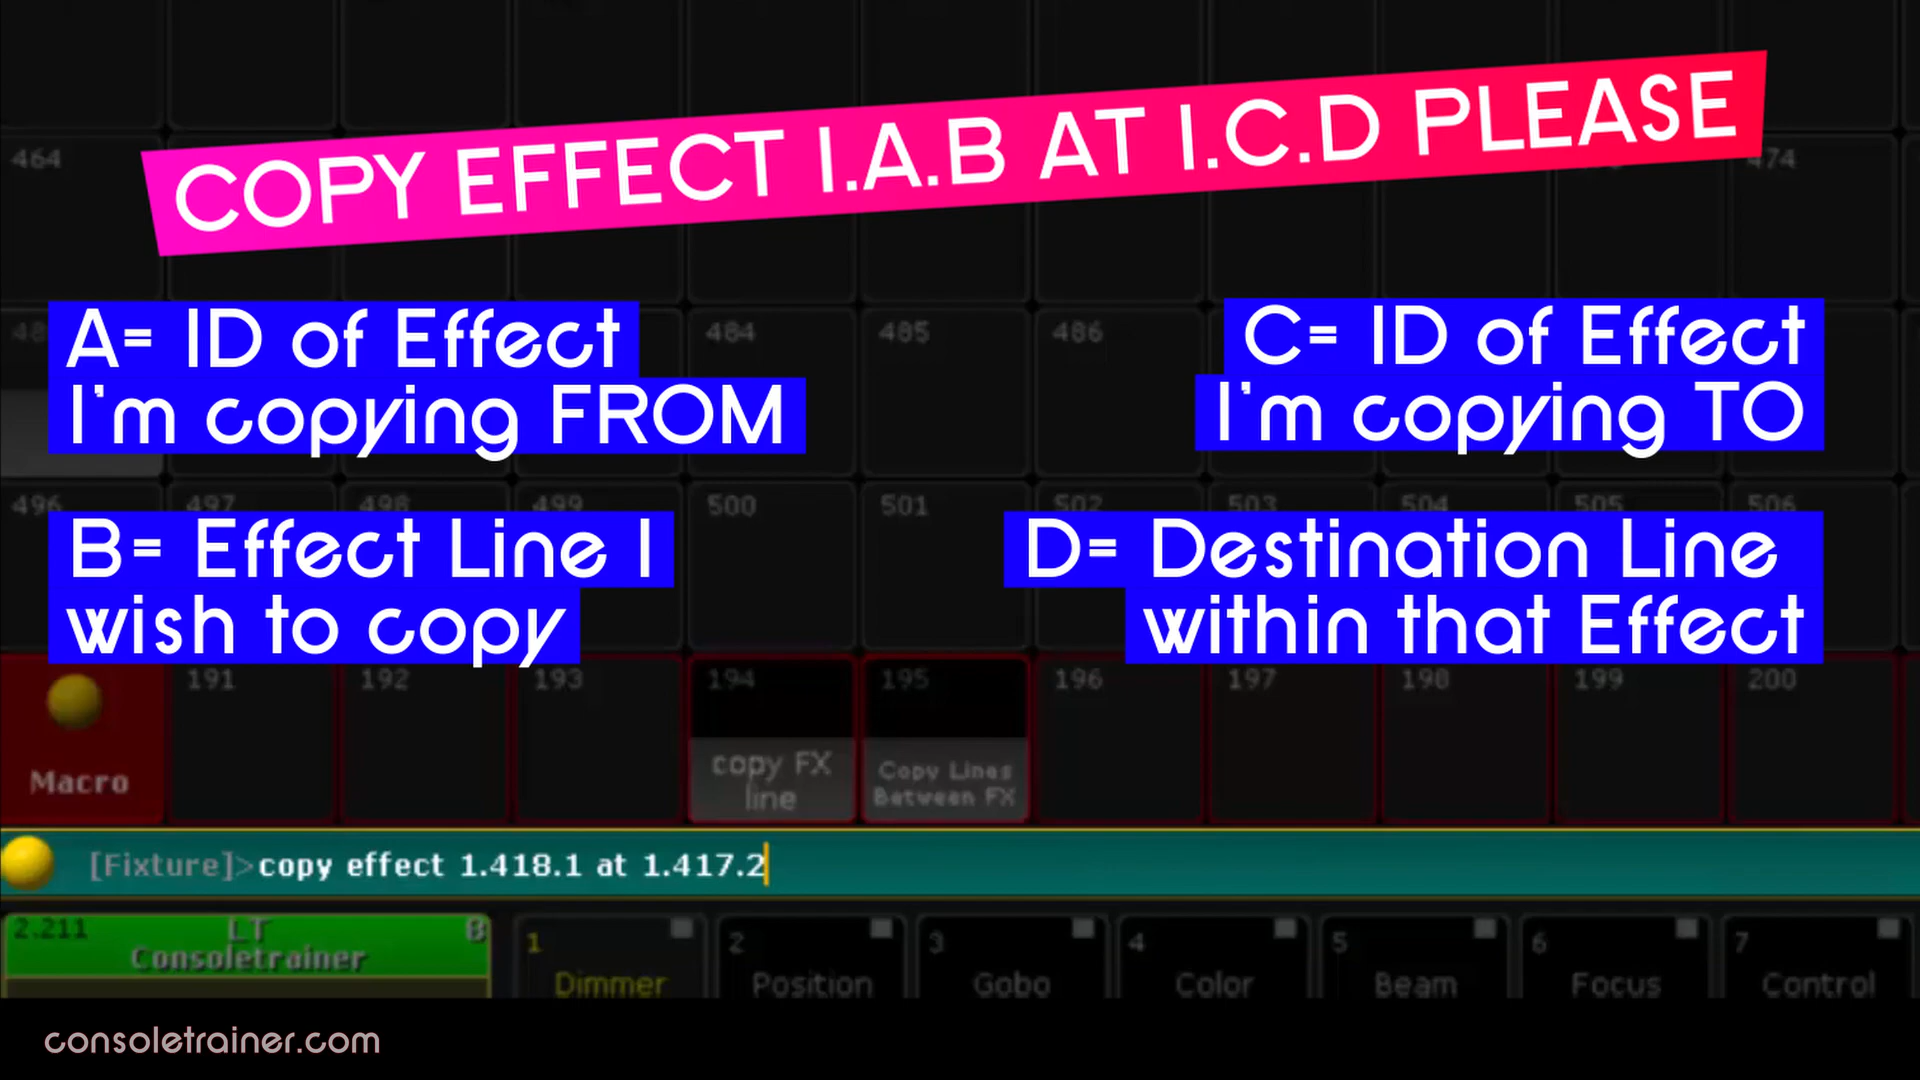 COPY EFFECT 1.A.B AT 1.C.D PLEASE
464
474
A= ID of Effect
I'm copying FROM
C= ID of Effect
I'm copying TO
484
485
486
496
497
498
499
500
501
502
503
504
505
506
B= Effect Line I
wish to copy
D= Destination Line
within that Effect
Macro
191
192
193
194
copy FX
line
195
Copy Lines
Between FX
196
197
198
199
200
[Fixture]>copy effect 1.418.1 at 1.417.2
2.211
LT
B
Consoletrainer
1
Dimmer
2
Position
3
Gobo
4
Color
5
Beam
6
Focus
7
Control
consoletrainer.com